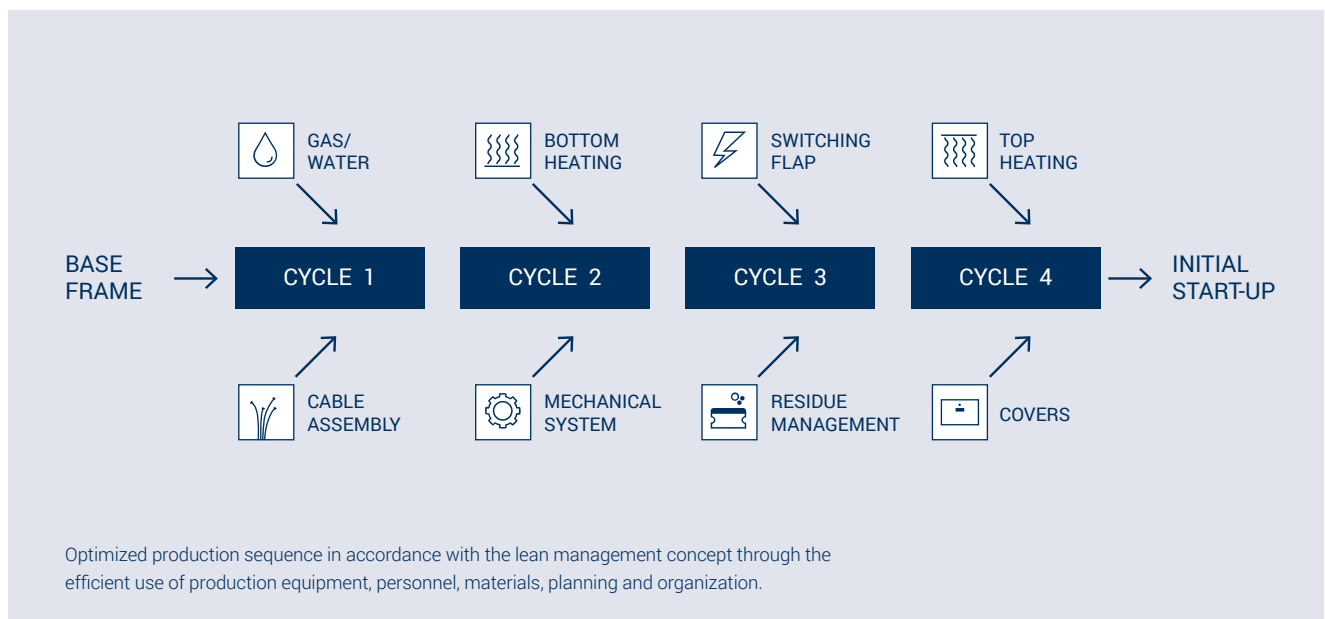 GAS/
WATER
BOTTOM
HEATING
SWITCHING
FLAP
TOP
HEATING
BASE
FRAME
CYCLE 1
CYCLE 2
CYCLE 3
CYCLE 4
INITIAL
START-UP
CABLE
ASSEMBLY
MECHANICAL
SYSTEM
RESIDUE
MANAGEMENT
COVERS
Optimized production sequence in accordance with the lean management concept through the
efficient use of production equipment, personnel, materials, planning and organization.